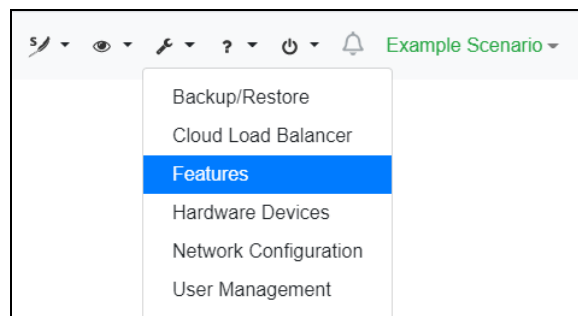 s ? Example Scenario
Backup/Restore
Cloud Load Balancer
Features
Hardware Devices
Network Configuration
User Management